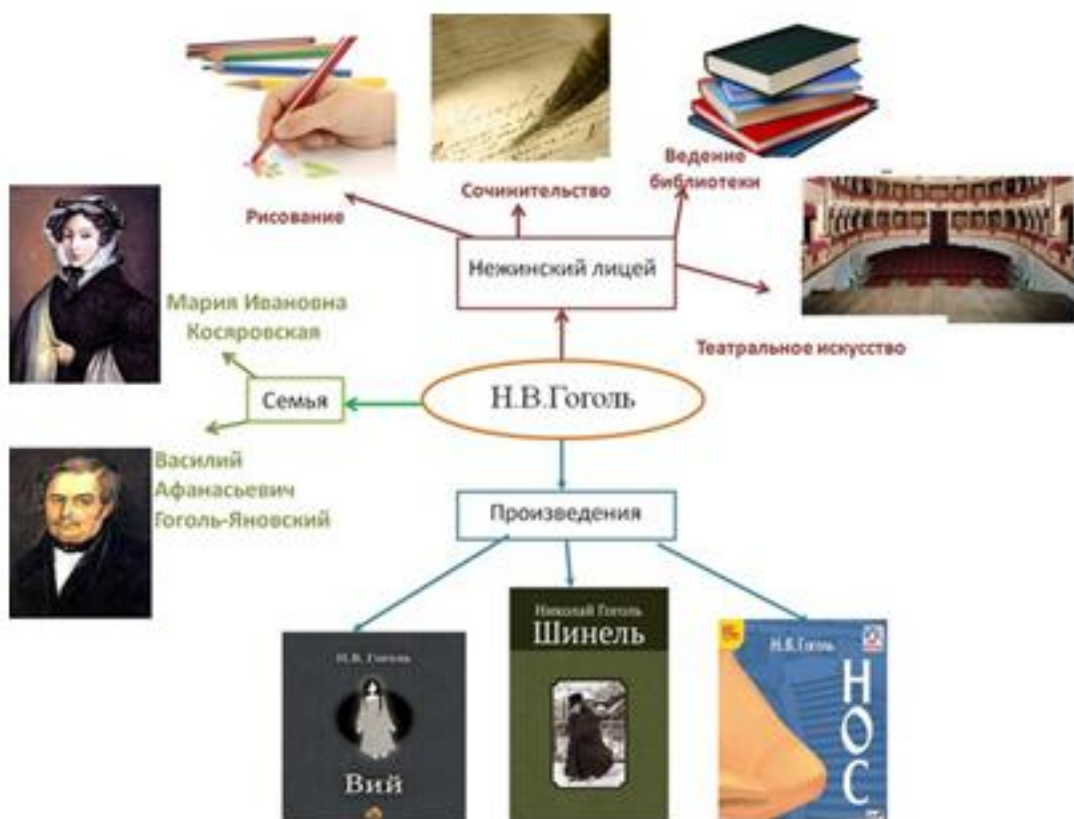 Ведение
библиотеки
Сочинительство
Рисование
Нежинский лицей
Мария Ивановна
Косяровская
Театральное искусство
Семья
Н.В.Гоголь
Василий
Афанасьевич
Гоголь-Яновский
Произведения
Н.В. Гоголь
Вий
Николай Гоголь
Шинель
Н.В.Гоголь
НОС